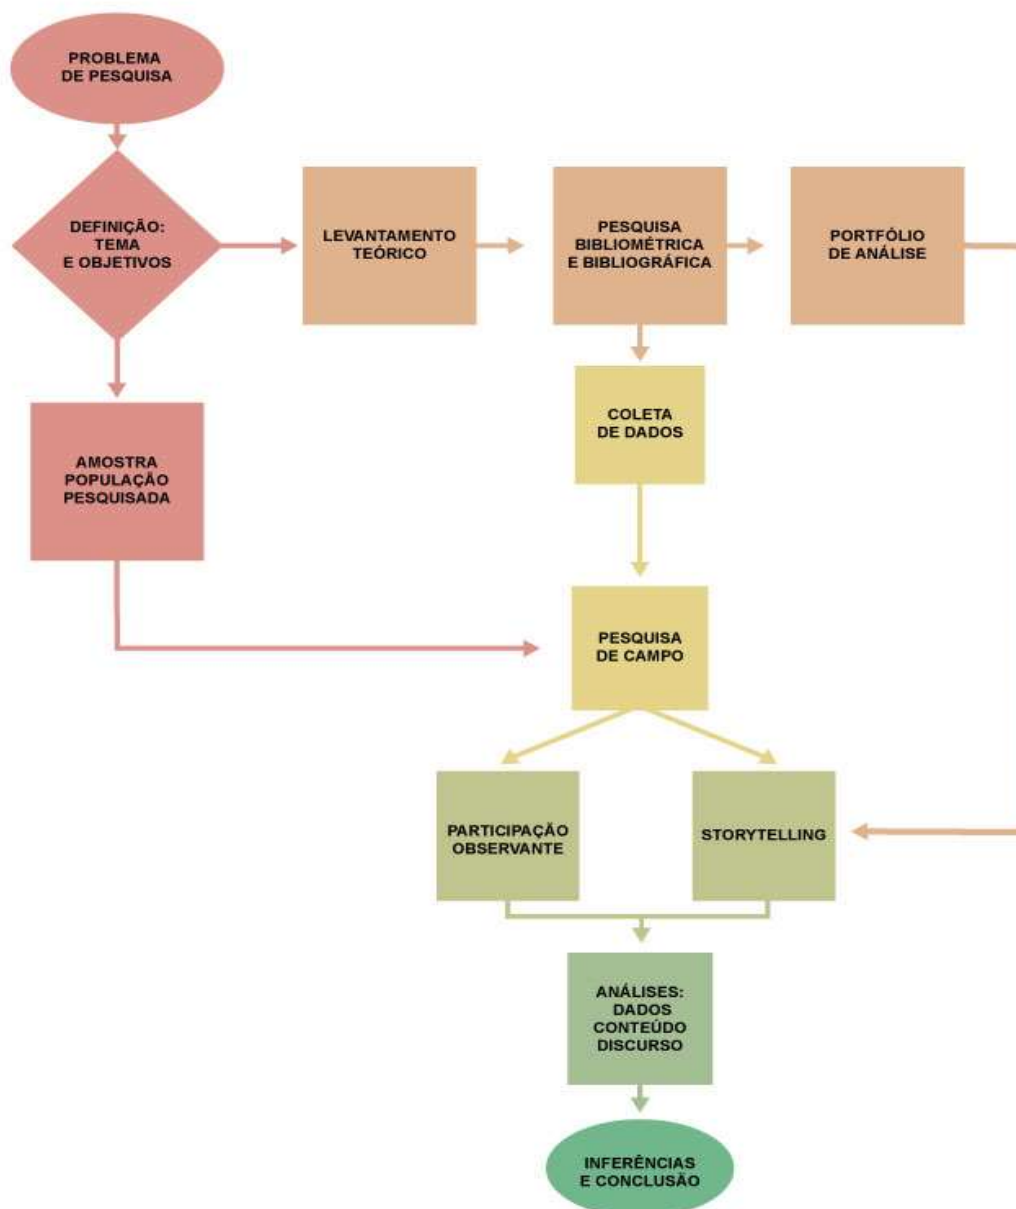 PROBLEMA
DE PESQUISA
DEFINIÇÃO:
TEMA
E OBJETIVOS
LEVANTAMENTO
TEÓRICO
PESQUISA
BIBLIOMÉTRICA
E BIBLIOGRÁFICA
PORTFÓLIO
DE ANÁLISE
COLETA
DE DADOS
AMOSTRA
POPULAÇÃO
PESQUISADA
PESQUISA
DE CAMPO
PARTICIPAÇÃO
OBSERVANTE
STORYTELLING
ANÁLISES:
DADOS
CONTEÚDO
DISCURSO
INFERÊNCIAS
E CONCLUSÃO